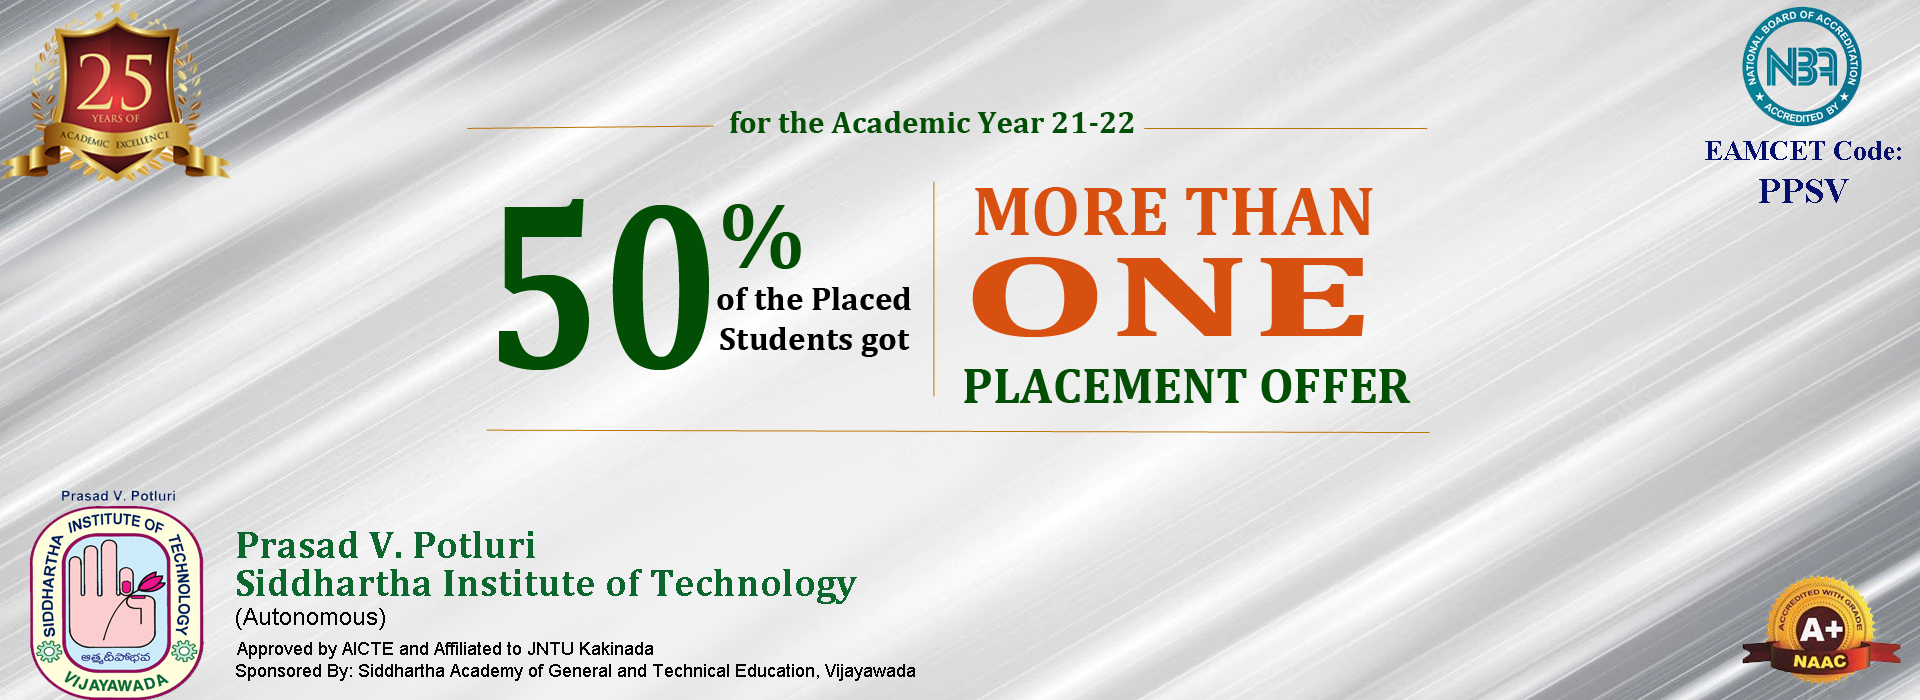 25
YEARS OF
ACADEMIC EXCELLENCE
NATIONAL BOARD OF ACCREDITATION
NBA
ACCREDITED BY
EAMCET Code:
PPSV
for the Academic Year 21-22
50%
of the Placed
Students got
MORE THAN
ONE
PLACEMENT OFFER
Prasad V. Potluri
SIDDHARTHA INSTITUTE OF TECHNOLOGY
ఆత్మదీపోభవ
VIJAYAWADA
Prasad V. Potluri
Siddhartha Institute of Technology
(Autonomous)
Approved by AICTE and Affiliated to JNTU Kakinada
Sponsored By: Siddhartha Academy of General and Technical Education, Vijayawada
ACCREDITED WITH GRADE
A+
NAAC